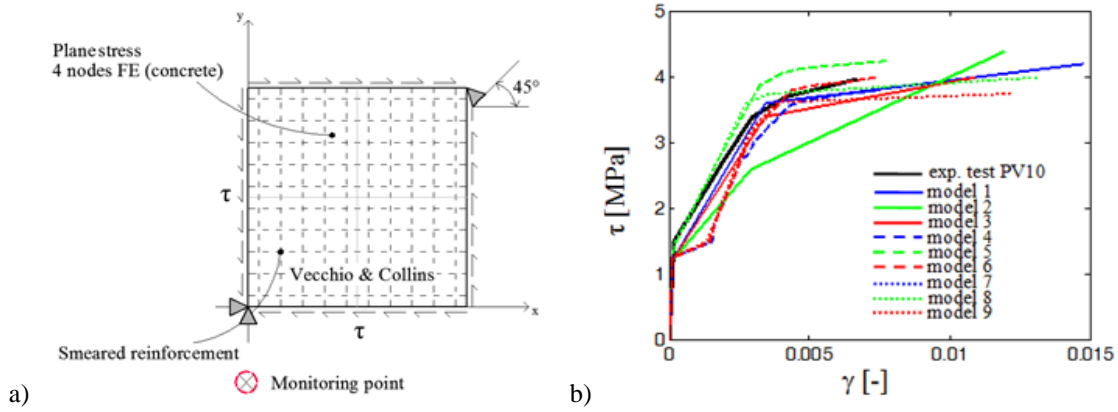 y
Plane stress
4 nodes FE (concrete)
45°
τ
Vecchio & Collins
x
τ
Smeared reinforcement
Monitoring point
a)
5
4
3
2
1
0
τ [MPa]
exp. test PV10
model 1
model 2
model 3
model 4
model 5
model 6
model 7
model 8
model 9
0 0.005 0.01 0.015
γ [-]
b)